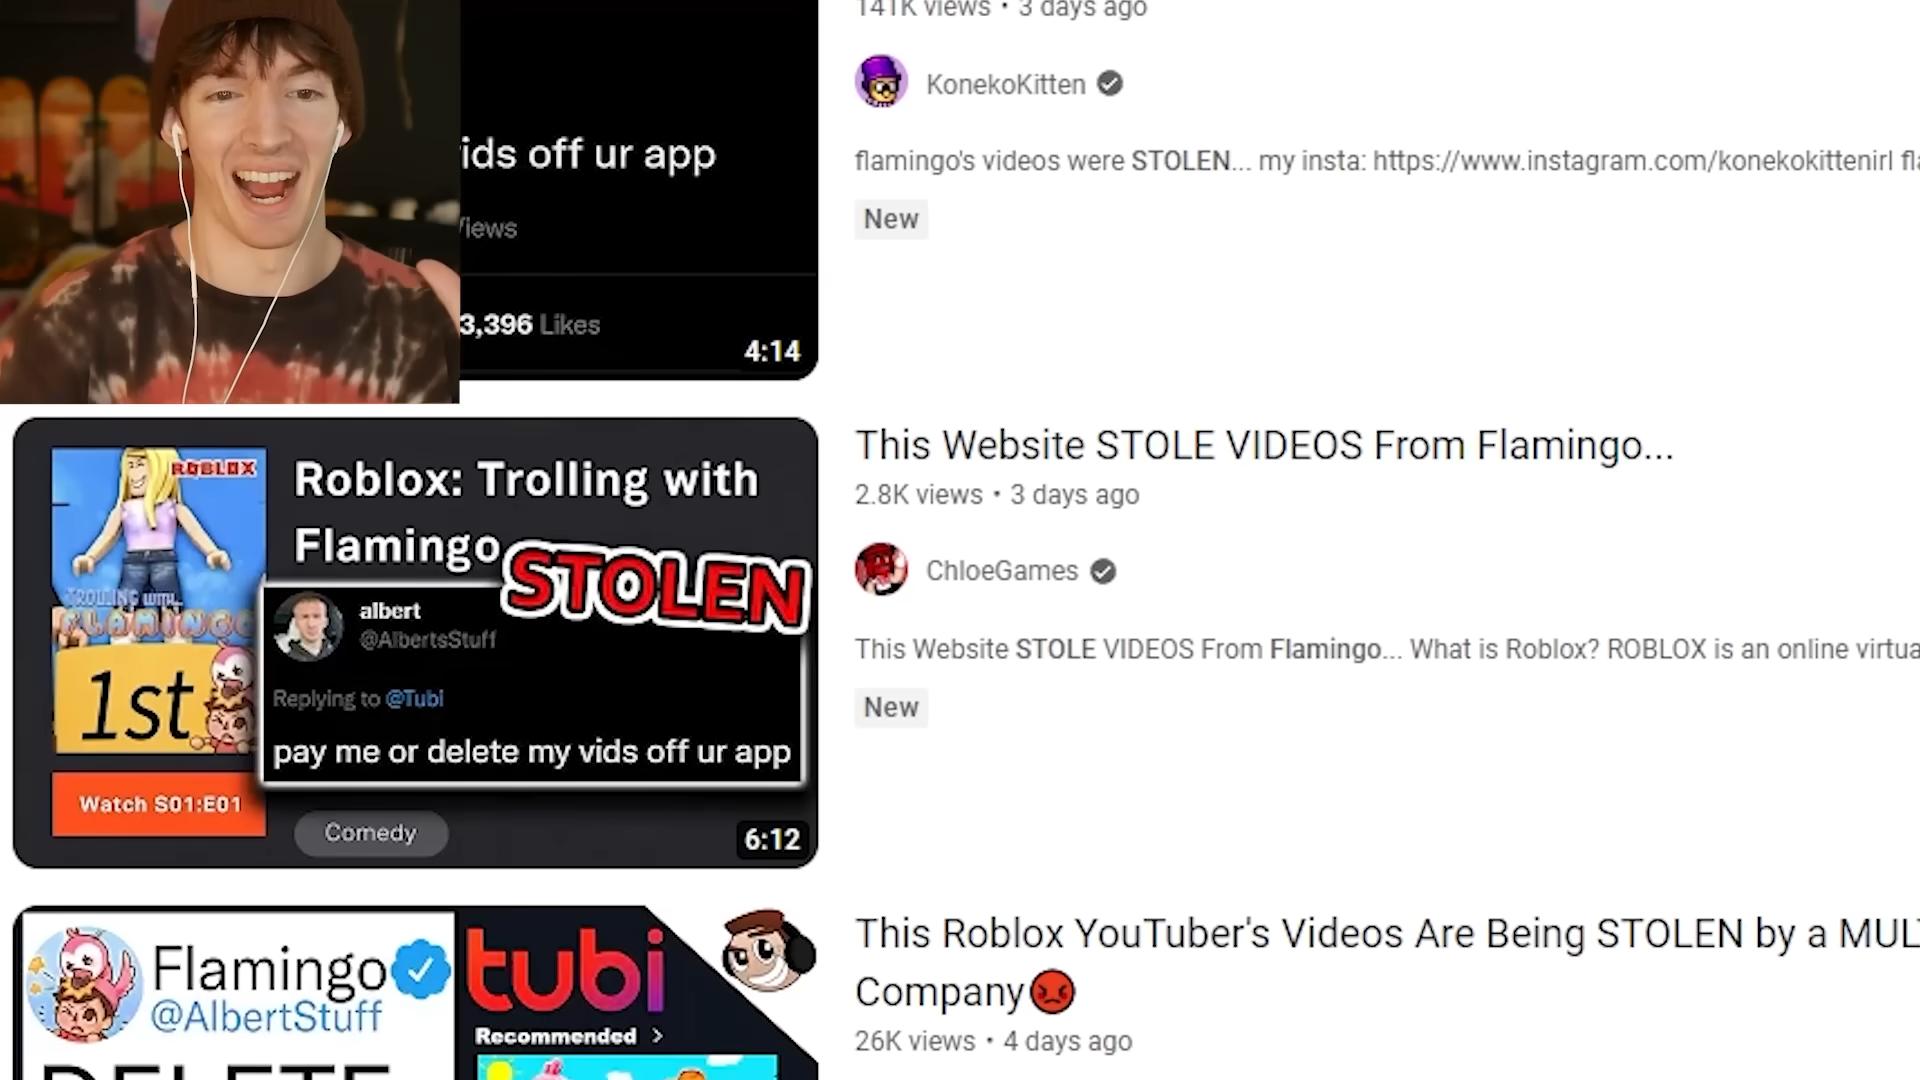 141K views • 3 days ago
KonekoKitten
ids off ur app
flamingo's videos were STOLEN... my insta: https://www.instagram.com/konekokittenirl
Views
New
3,396 Likes
4:14
This Website STOLE VIDEOS From Flamingo...
2.8K views • 3 days ago
ROBLOX
Roblox: Trolling with
Flamingo
STOLEN
ChloeGames
TROLLING WITH
FLAMINGO
albert
@AlbertsStuff
This Website STOLE VIDEOS From Flamingo... What is Roblox? ROBLOX is an online
1st
Replying to @Tubi
New
pay me or delete my vids off ur app
Watch S01:E01
Comedy
6:12
Flamingo
@AlbertStuff
tubi
Recommended >
This Roblox YouTuber's Videos Are Being STOLEN by a
Company
26K views • 4 days ago
DELETE